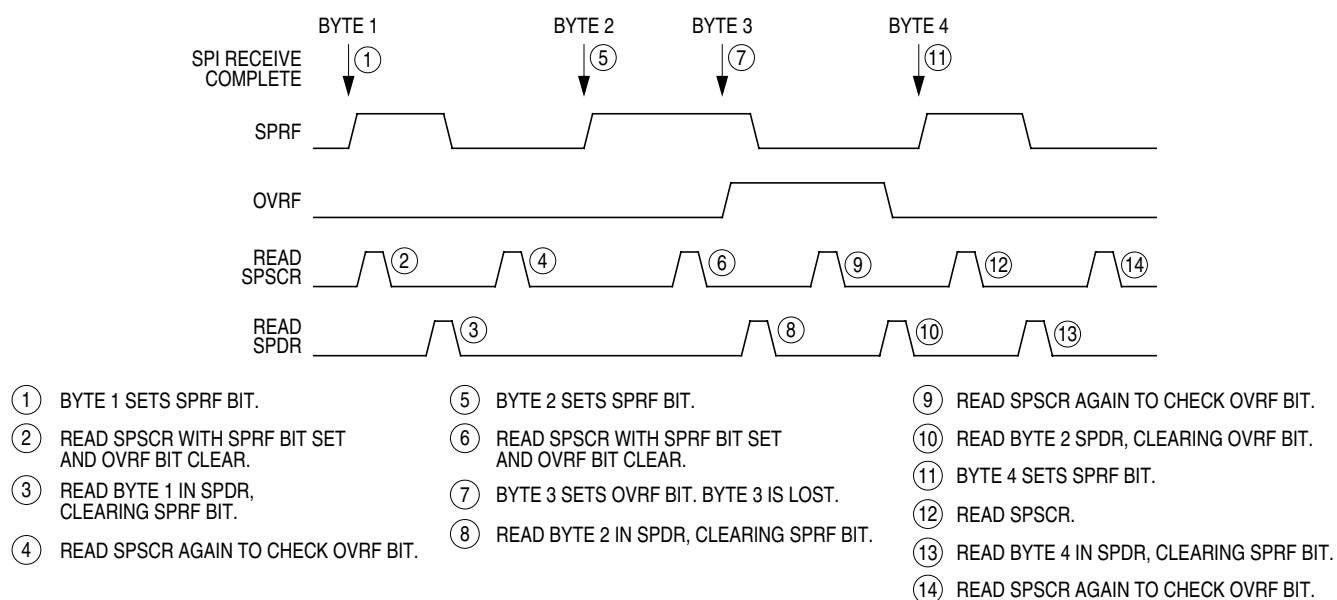 BYTE 1 BYTE 2 BYTE 3 BYTE 4
SPI RECEIVE
COMPLETE
1 5 7 11
SPRF
OVRF
READ
SPSCR
2 4 6 9 12 14
READ
SPDR
3 8 10 13
1 BYTE 1 SETS SPRF BIT.
2 READ SPSCR WITH SPRF BIT SET
AND OVRF BIT CLEAR.
3 READ BYTE 1 IN SPDR,
CLEARING SPRF BIT.
4 READ SPSCR AGAIN TO CHECK OVRF BIT.
5 BYTE 2 SETS SPRF BIT.
6 READ SPSCR WITH SPRF BIT SET
AND OVRF BIT CLEAR.
7 BYTE 3 SETS OVRF BIT. BYTE 3 IS LOST.
8 READ BYTE 2 IN SPDR, CLEARING SPRF BIT.
9 READ SPSCR AGAIN TO CHECK OVRF BIT.
10 READ BYTE 2 SPDR, CLEARING OVRF BIT.
11 BYTE 4 SETS SPRF BIT.
12 READ SPSCR.
13 READ BYTE 4 IN SPDR, CLEARING SPRF BIT.
14 READ SPSCR AGAIN TO CHECK OVRF BIT.